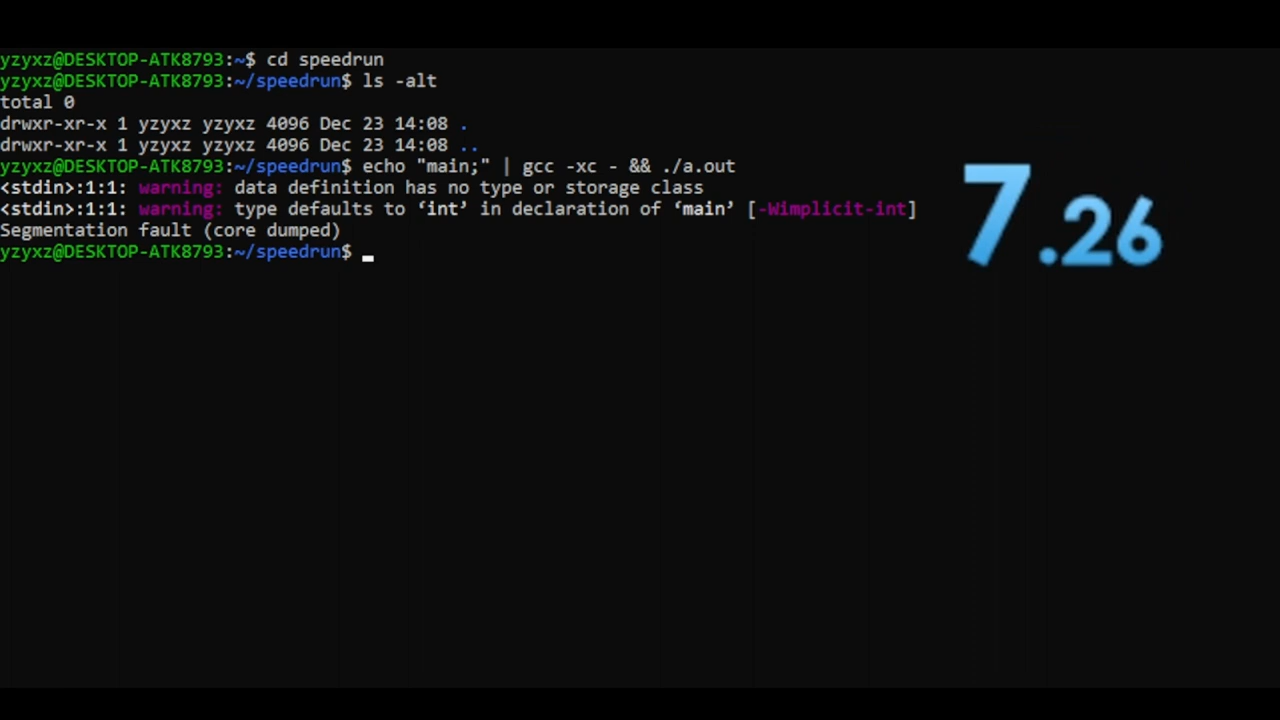 yzyxz@DESKTOP-ATK8793:~$ cd speedrun
yzyxz@DESKTOP-ATK8793:~/speedrun$ ls -alt
total 0
drwxr-xr-x 1 yzyxz yzyxz 4096 Dec 23 14:08 .
drwxr-xr-x 1 yzyxz yzyxz 4096 Dec 23 14:08 ..
yzyxz@DESKTOP-ATK8793:~/speedrun$ echo "main;" | gcc -xc - && ./a.out
<stdin>:1:1: warning: data definition has no type or storage class
<stdin>:1:1: warning: type defaults to ‘int’ in declaration of ‘main’ [-Wimplicit-int]
Segmentation fault (core dumped)
yzyxz@DESKTOP-ATK8793:~/speedrun$
7.26